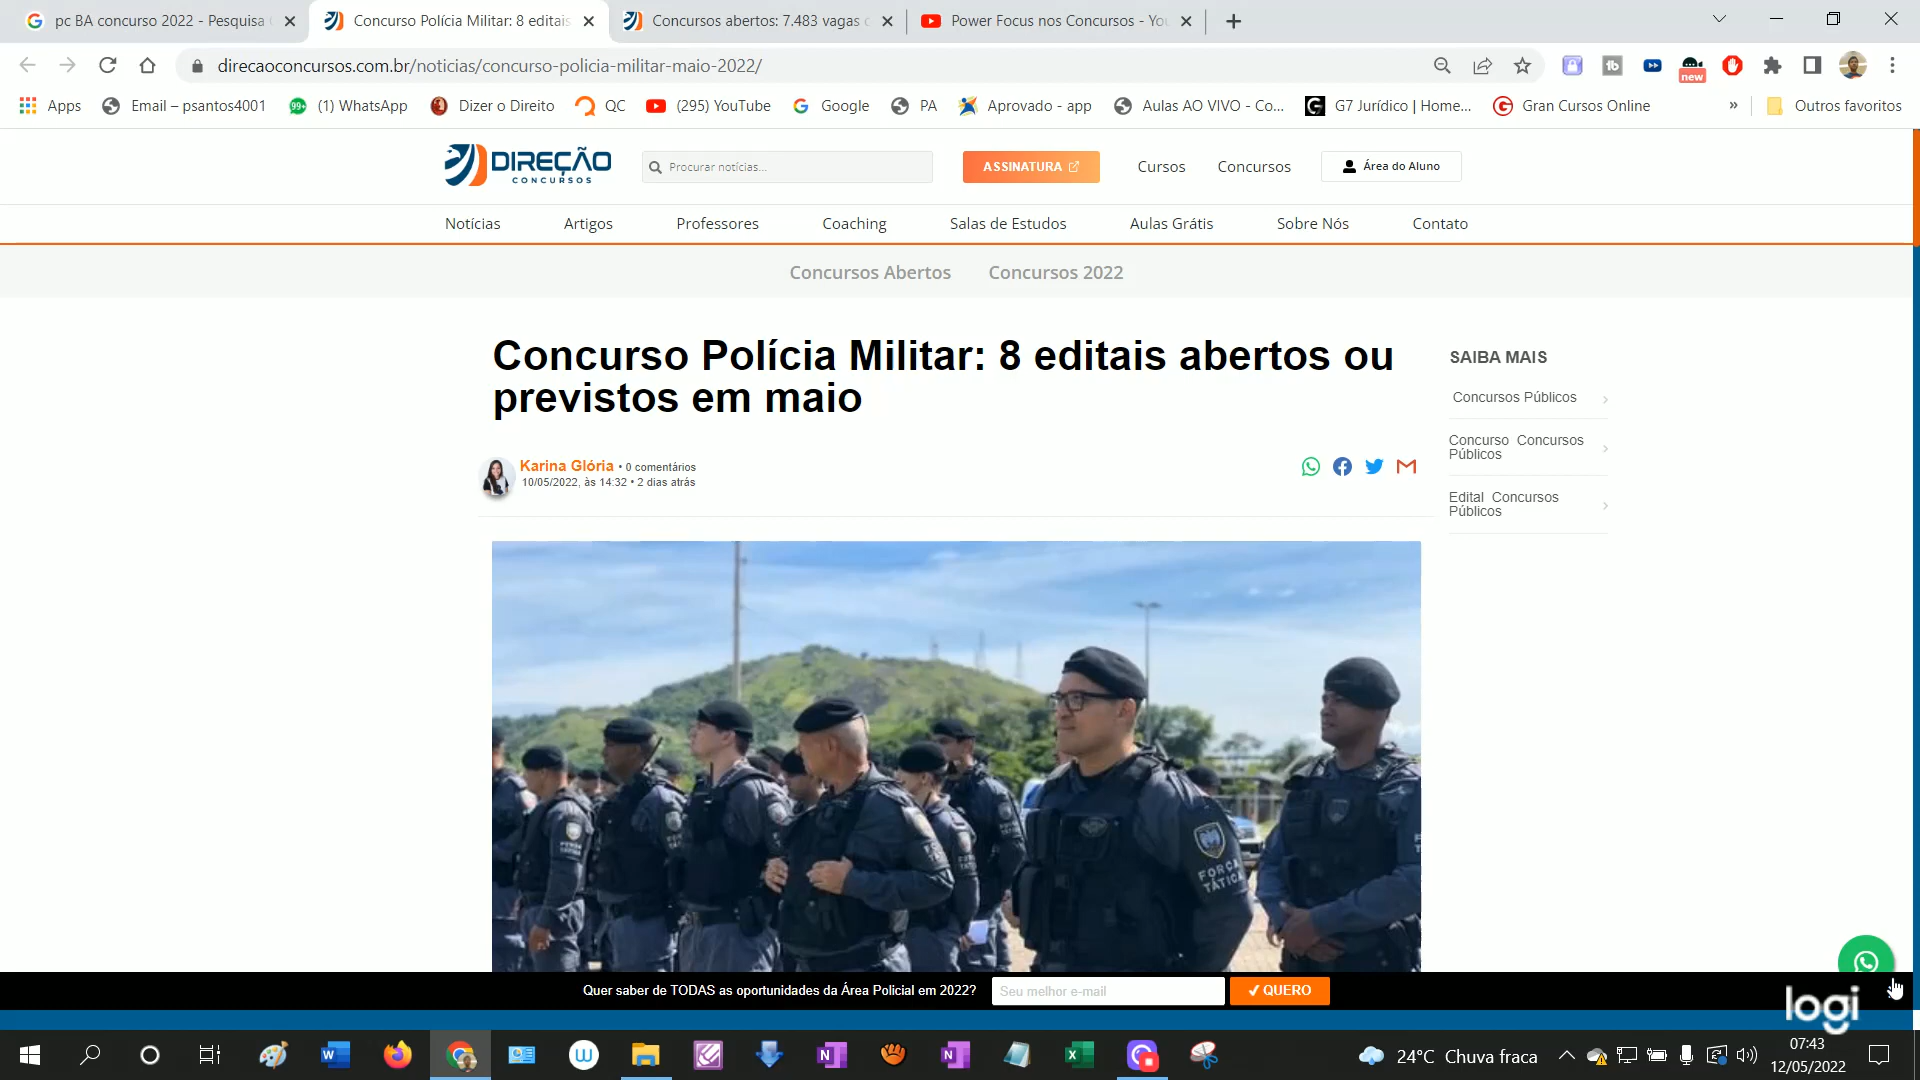 pc BA concurso 2022 - Pesquisa
Concurso Polícia Militar: 8 editais
Concursos abertos: 7.483 vagas
Power Focus nos Concursos - You
direcaoconcursos.com.br/noticias/concurso-policia-militar-maio-2022/
new
Apps
Email – psantos4001
99+
(1) WhatsApp
Dizer o Direito
QC
(295) YouTube
Google
PA
Aprovado - app
Aulas AO VIVO - Co...
G7 Jurídico | Home...
Gran Cursos Online
»
Outros favoritos
DIREÇÃO
CONCURSOS
Procurar notícias...
ASSINATURA
Cursos
Concursos
Área do Aluno
Notícias
Artigos
Professores
Coaching
Salas de Estudos
Aulas Grátis
Sobre Nós
Contato
Concursos Abertos
Concursos 2022
Concurso Polícia Militar: 8 editais abertos ou
previstos em maio
Karina Glória • 0 comentários
10/05/2022, às 14:32 • 2 dias atrás
SAIBA MAIS
Concursos Públicos
Concurso Concursos
Públicos
Edital Concursos
Públicos
FORÇA
TÁTICA
Quer saber de TODAS as oportunidades da Área Policial em 2022?
Seu melhor e-mail
QUERO
logi
24°C Chuva fraca
07:43
12/05/2022